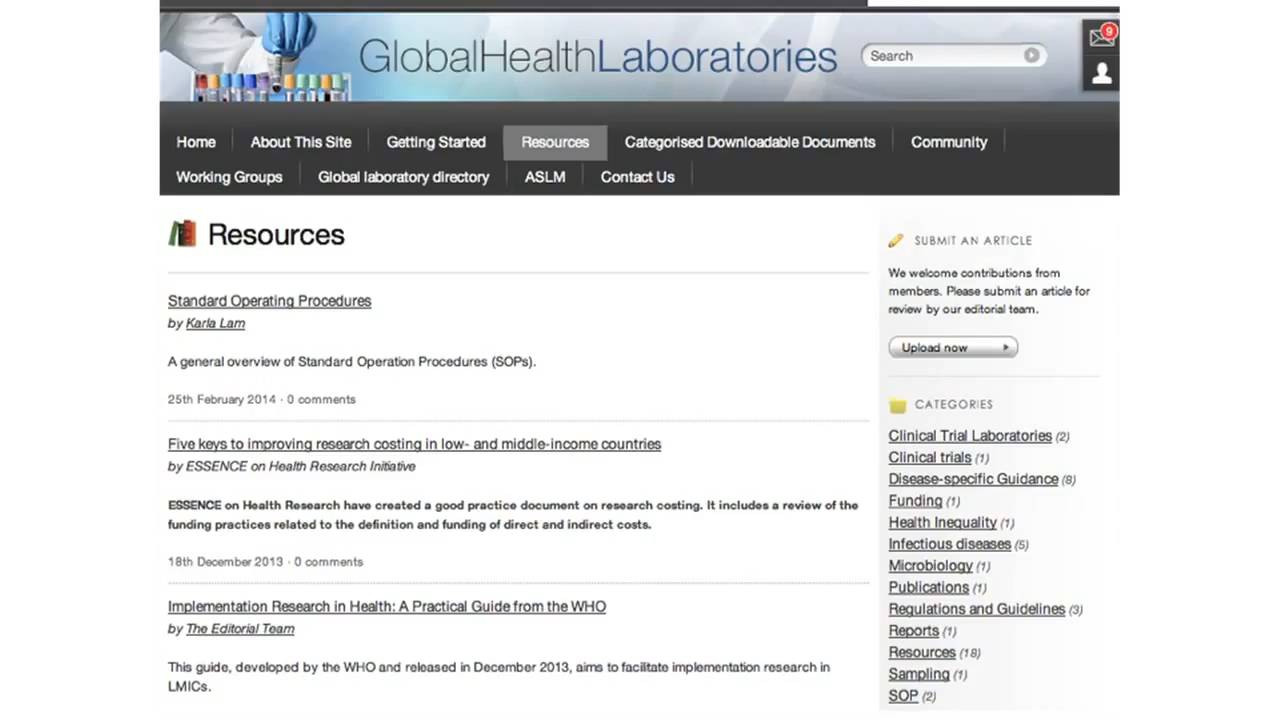 GlobalHealthLaboratories
Search
9
Home
About This Site
Getting Started
Resources
Categorised Downloadable Documents
Community
Working Groups
Global laboratory directory
ASLM
Contact Us
Resources
Standard Operating Procedures
by Karla Lam
A general overview of Standard Operation Procedures (SOPs).
25th February 2014 · 0 comments
Five keys to improving research costing in low- and middle-income countries
by ESSENCE on Health Research Initiative
ESSENCE on Health Research have created a good practice document on research costing. It includes a review of the
funding practices related to the definition and funding of direct and indirect costs.
18th December 2013 · 0 comments
Implementation Research in Health: A Practical Guide from the WHO
by The Editorial Team
This guide, developed by the WHO and released in December 2013, aims to facilitate implementation research in
LMICs.
SUBMIT AN ARTICLE
We welcome contributions from
members. Please submit an article for
review by our editorial team.
Upload now
CATEGORIES
Clinical Trial Laboratories (2)
Clinical trials (1)
Disease-specific Guidance (8)
Funding (1)
Health Inequality (1)
Infectious diseases (5)
Microbiology (1)
Publications (1)
Regulations and Guidelines (3)
Reports (1)
Resources (18)
Sampling (1)
SOP (2)